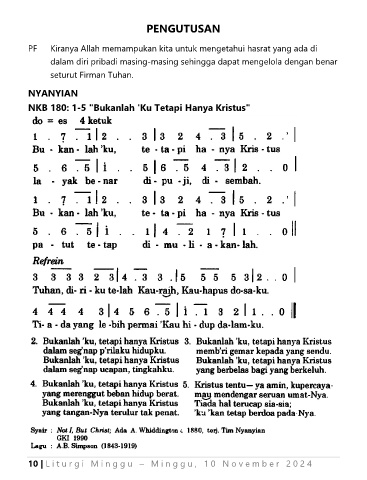 PENGUTUSAN
PF Kiranya Allah memampukan kita untuk mengetahui hasrat yang ada di
dalam diri pribadi masing-masing sehingga dapat mengelola dengan benar
seturut Firman Tuhan.
NYANYIAN
NKB 180: 1-5 "Bukanlah 'Ku Tetapi Hanya Kristus"
do = es 4 ketuk
1 . 7 . 1 | 2 . . 3 | 3 2 4 . 3 | 5 . 2 . ' |
Bu - kan - lah 'ku, te - ta - pi ha - nya Kris - tus
5 . 6 . 5 | i . . 5 | 6 5 4 . 3 | 2 . . 0 |
la - yak be - nar di - pu - ji, di - sembah.
1 . 7 . 1 | 2 . . 3 | 3 2 4 . 3 | 5 . 2 . ' |
Bu - kan - lah 'ku, te - ta - pi ha - nya Kris - tus
5 . 6 . 5 | i . . 1 | 4 . 2 1 7 | 1 . . 0 ||
pa - tut te - tap di - mu - li - a - kan- lah.
Refrein
3 3 3 3 2 3 | 4 . 3 3 . | 5 5 5 5 3 | 2 . . 0 |
Tuhan, di- ri - ku te-lah Kau-raih, Kau-hapus do-sa-ku.
4 4 4 4 3 | 4 5 6 . 5 | i . 1 3 2 | 1 . . 0 ||
Ti- a - da yang le -bih permai 'Kau hi - dup da-lam-ku.
2. Bukanlah 'ku, tetapi hanya Kristus
dalam seg'nap p'rilaku hidupku.
Bukanlah 'ku, tetapi hanya Kristus
dalam seg'nap ucapan, tingkahku.
3. Bukanlah 'ku, tetapi hanya Kristus
memb'ri gemar kepada yang sendu.
Bukanlah 'ku, tetapi hanya Kristus
yang berbelas bagi yang berkeluh.
4. Bukanlah 'ku, tetapi hanya Kristus
yang merenggut beban hidup berat.
Bukanlah 'ku, tetapi hanya Kristus
yang tangan-Nya terulur tak penat.
5. Kristus tentu— ya amin, kupercaya-
mau mendengar seruan umat-Nya.
Tiada hal terucap sia-sia;
'ku 'kan tetap berdoa pada-Nya.
Syair : Not I, But Christ; Ada A. Whiddington c 1880, terj. Tim Nyanyian
GKI 1990
Lagu : A.B. Simpson (1843-1919)
10 | Liturgi Minggu – Minggu, 10 November 2024